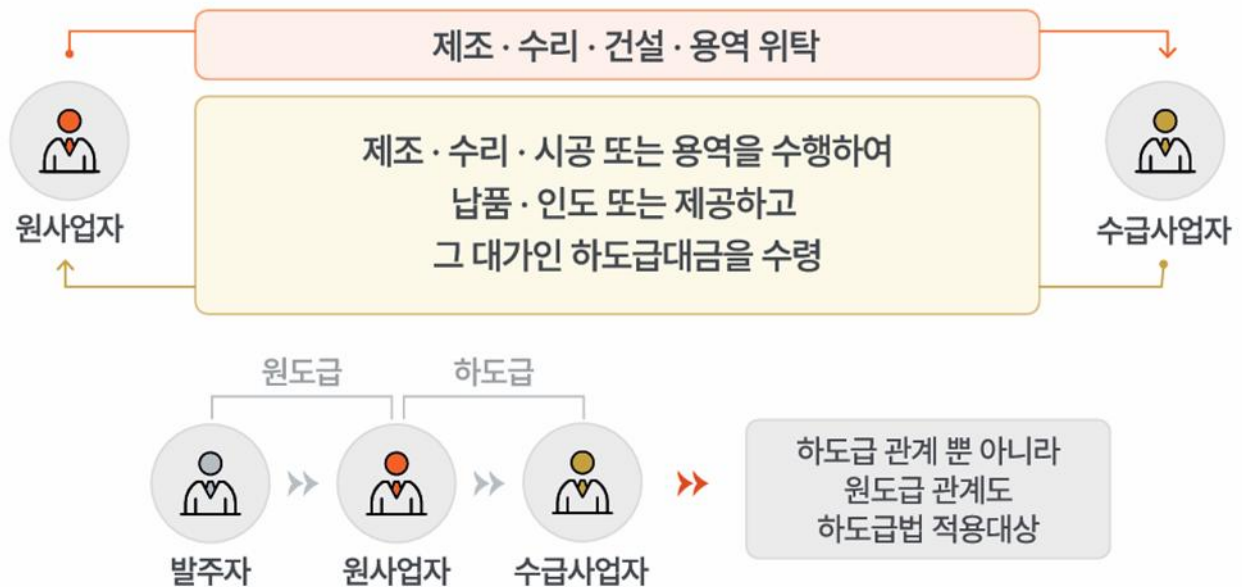 제조 · 수리 · 건설 · 용역 위탁
제조 · 수리 · 시공 또는 용역을 수행하여
납품 · 인도 또는 제공하고
그 대가인 하도급대금을 수령
원사업자
수급사업자
원도급
하도급
발주자
원사업자
수급사업자
하도급 관계 뿐 아니라
원도급 관계도
하도급법 적용대상